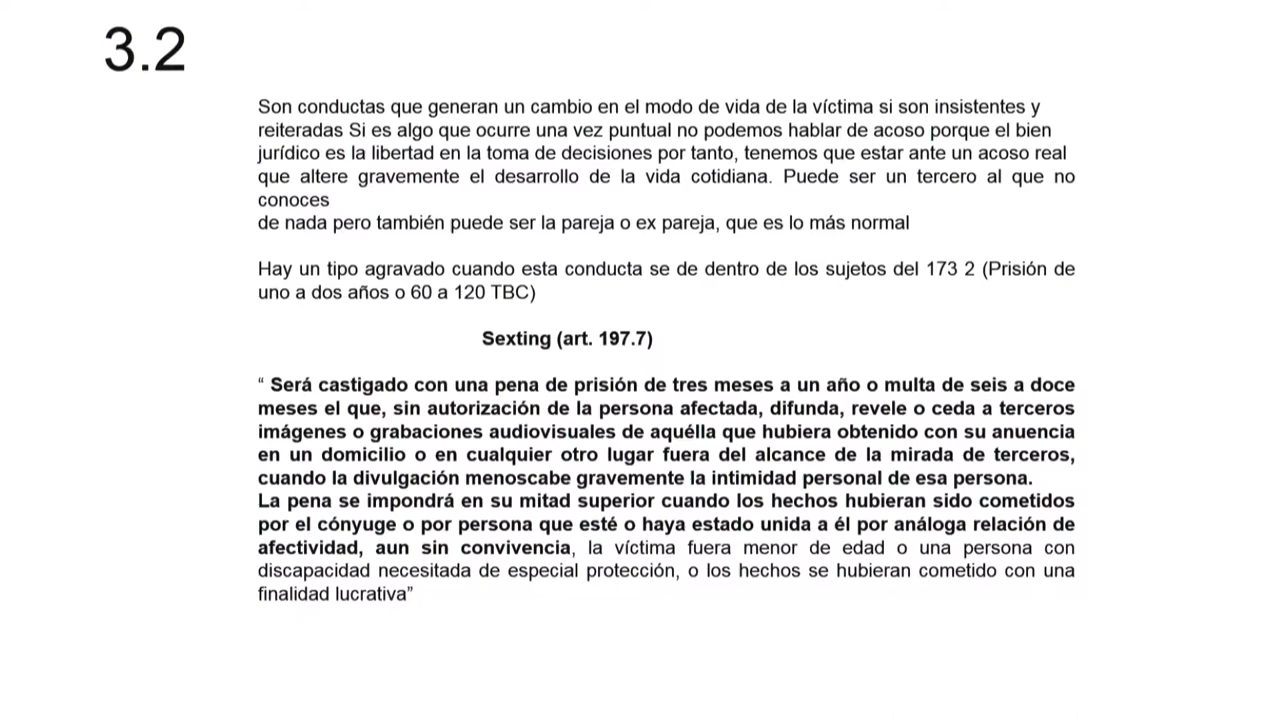 3.2
Son conductas que generan un cambio en el modo de vida de la víctima si son insistentes y
reiteradas Si es algo que ocurre una vez puntual no podemos hablar de acoso porque el bien
jurídico es la libertad en la toma de decisiones por tanto, tenemos que estar ante un acoso real
que altere gravemente el desarrollo de la vida cotidiana. Puede ser un tercero al que no
conoces
de nada pero también puede ser la pareja o ex pareja, que es lo más normal
Hay un tipo agravado cuando esta conducta se de dentro de los sujetos del 173 2 (Prisión de
uno a dos años o 60 a 120 TBC)
Sexting (art. 197.7)
“ Será castigado con una pena de prisión de tres meses a un año o multa de seis a doce
meses el que, sin autorización de la persona afectada, difunda, revele o ceda a terceros
imágenes o grabaciones audiovisuales de aquélla que hubiera obtenido con su anuencia
en un domicilio o en cualquier otro lugar fuera del alcance de la mirada de terceros,
cuando la divulgación menoscabe gravemente la intimidad personal de esa persona.
La pena se impondrá en su mitad superior cuando los hechos hubieran sido cometidos
por el cónyuge o por persona que esté o haya estado unida a él por análoga relación de
afectividad, aun sin convivencia, la víctima fuera menor de edad o una persona con
discapacidad necesitada de especial protección, o los hechos se hubieran cometido con una
finalidad lucrativa”